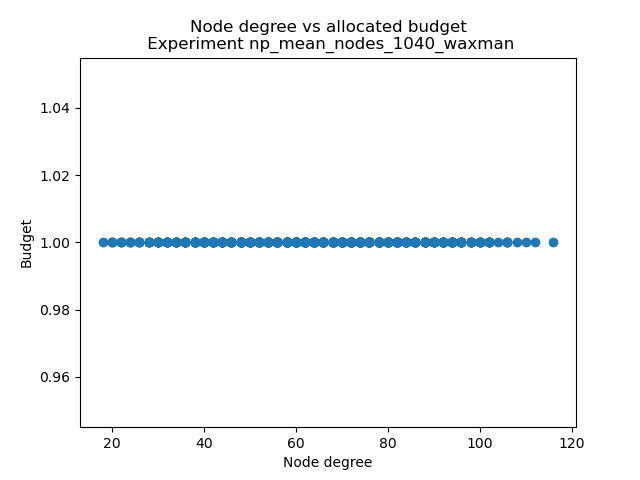 Node degree vs allocated budget
Experiment np_mean_nodes_1040_waxman
1.04
1.02
1.00
0.98
0.96
Budget
20 40 60 80 100 120
Node degree